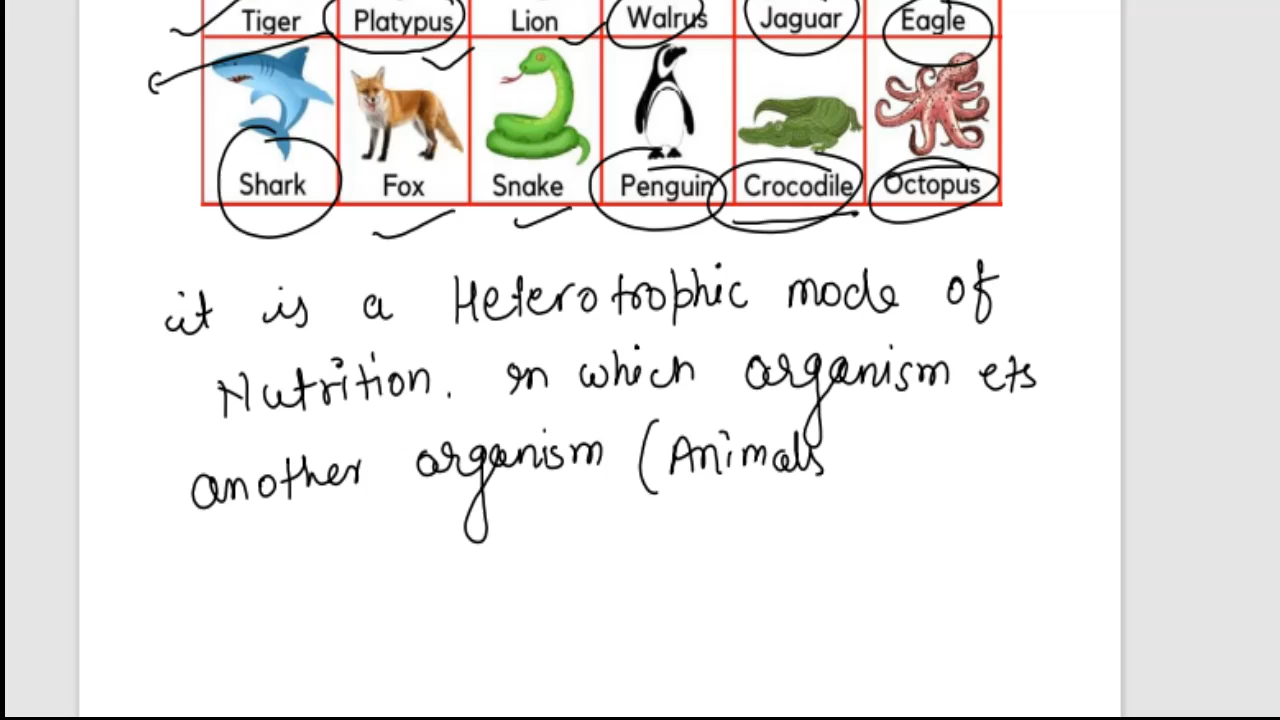 Tiger Platypus Lion Walrus Jaguar Eagle
Shark Fox Snake Penguin Crocodile Octopus
it is a Heterotrophic mode of
Nutrition. In which organism ets
another organism (Animals